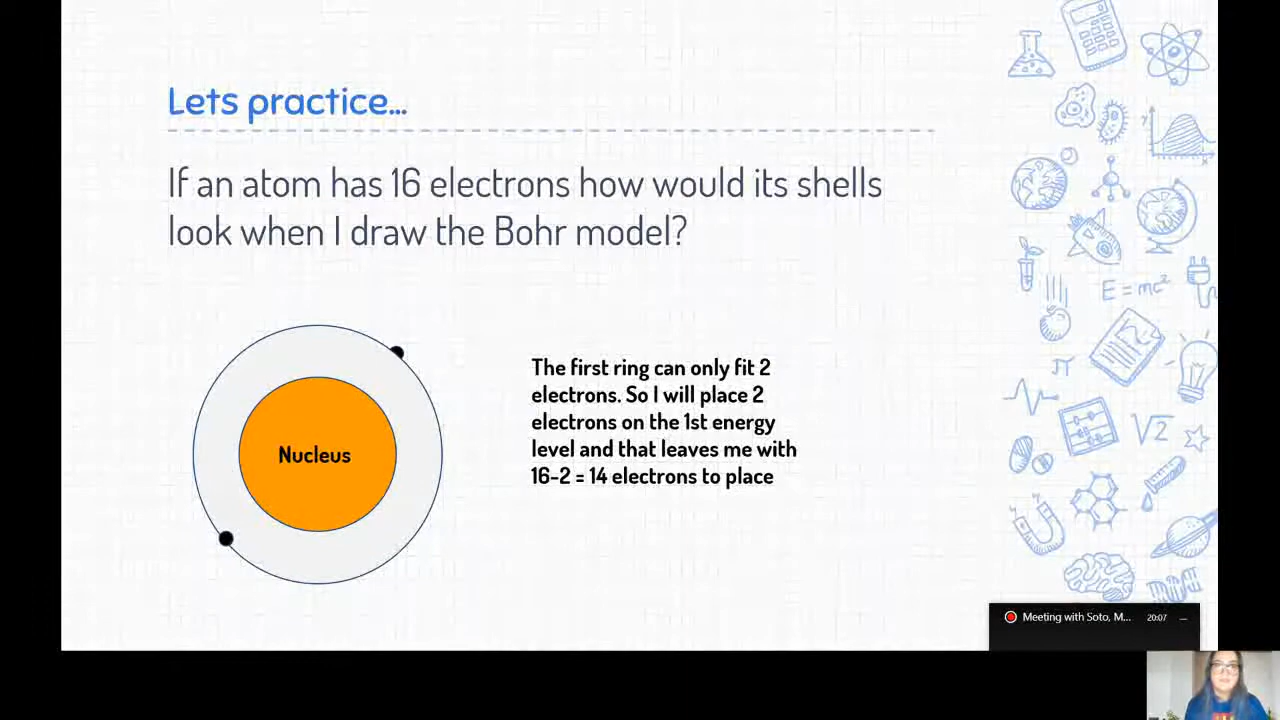 Lets practice...
If an atom has 16 electrons how would its shells
look when I draw the Bohr model?
Nucleus
The first ring can only fit 2
electrons. So I will place 2
electrons on the 1st energy
level and that leaves me with
16-2 = 14 electrons to place
E = mc²
π
√2
y
x
Meeting with Soto, M... 20:07